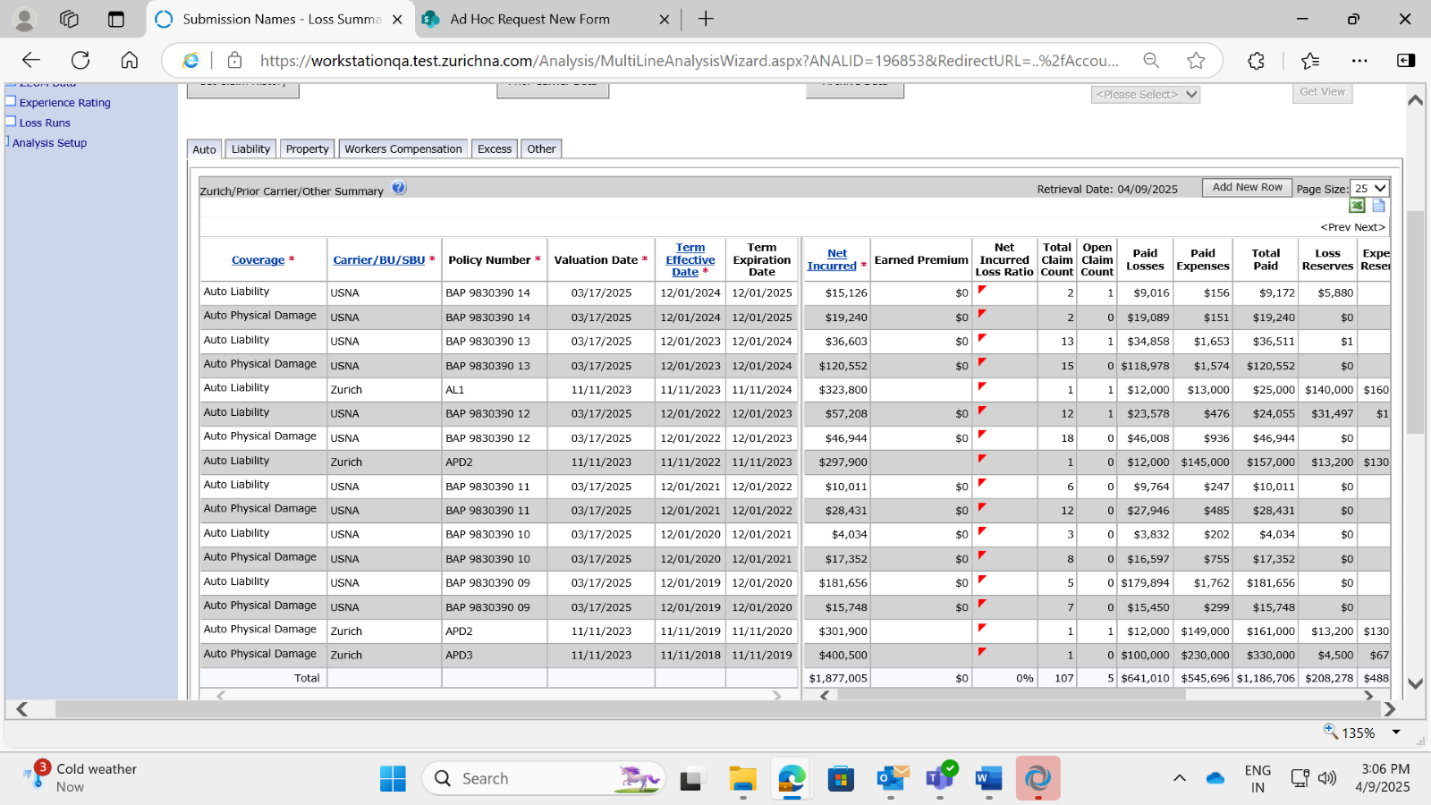 Submission Names - Loss Summa
Ad Hoc Request New Form
https://workstationqa.test.zurichna.com/Analysis/MultiLineAnalysisWizard.aspx?ANALID=196853&RedirectURL=..%2fAccou...
Experience Rating
Loss Runs
Analysis Setup
<Please Select>
Get View
Auto Liability Property Workers Compensation Excess Other
Zurich/Prior Carrier/Other Summary ? Retrieval Date: 04/09/2025 Add New Row Page Size: 25
<Prev Next>
Coverage * Carrier/BU/SBU * Policy Number * Valuation Date * Term Effective Date * Term Expiration Date Net Incurred * Earned Premium Net Incurred Loss Ratio Total Claim Count Open Claim Count Paid Losses Paid Expenses Total Paid Loss Reserves Expe Reser
Auto Liability USNA BAP 9830390 14 03/17/2025 12/01/2024 12/01/2025 $15,126 $0 2 1 $9,016 $156 $9,172 $5,880
Auto Physical Damage USNA BAP 9830390 14 03/17/2025 12/01/2024 12/01/2025 $19,240 $0 2 0 $19,089 $151 $19,240 $0
Auto Liability USNA BAP 9830390 13 03/17/2025 12/01/2023 12/01/2024 $36,603 $0 13 1 $34,858 $1,653 $36,511 $1
Auto Physical Damage USNA BAP 9830390 13 03/17/2025 12/01/2023 12/01/2024 $120,552 $0 15 0 $118,978 $1,574 $120,552 $0
Auto Liability Zurich AL1 11/11/2023 11/11/2023 11/11/2024 $323,800 1 1 $12,000 $13,000 $25,000 $140,000 $160
Auto Liability USNA BAP 9830390 12 03/17/2025 12/01/2022 12/01/2023 $57,208 $0 12 1 $23,578 $476 $24,055 $31,497 $1
Auto Physical Damage USNA BAP 9830390 12 03/17/2025 12/01/2022 12/01/2023 $46,944 $0 18 0 $46,008 $936 $46,944 $0
Auto Liability Zurich APD2 11/11/2023 11/11/2022 11/11/2023 $297,900 1 0 $12,000 $145,000 $157,000 $13,200 $130
Auto Liability USNA BAP 9830390 11 03/17/2025 12/01/2021 12/01/2022 $10,011 $0 6 0 $9,764 $247 $10,011 $0
Auto Physical Damage USNA BAP 9830390 11 03/17/2025 12/01/2021 12/01/2022 $28,431 $0 12 0 $27,946 $485 $28,431 $0
Auto Liability USNA BAP 9830390 10 03/17/2025 12/01/2020 12/01/2021 $4,034 $0 3 0 $3,832 $202 $4,034 $0
Auto Physical Damage USNA BAP 9830390 10 03/17/2025 12/01/2020 12/01/2021 $17,352 $0 8 0 $16,597 $755 $17,352 $0
Auto Liability USNA BAP 9830390 09 03/17/2025 12/01/2019 12/01/2020 $181,656 $0 5 0 $179,894 $1,762 $181,656 $0
Auto Physical Damage USNA BAP 9830390 09 03/17/2025 12/01/2019 12/01/2020 $15,748 $0 7 0 $15,450 $299 $15,748 $0
Auto Physical Damage Zurich APD2 11/11/2023 11/11/2019 11/11/2020 $301,900 1 1 $12,000 $149,000 $161,000 $13,200 $130
Auto Physical Damage Zurich APD3 11/11/2023 11/11/2018 11/11/2019 $400,500 1 0 $100,000 $230,000 $330,000 $4,500 $67
Total $1,877,005 $0 0% 107 5 $641,010 $545,696 $1,186,706 $208,278 $488
135%
3 Cold weather
Now
Search
ENG
IN
3:06 PM
4/9/2025